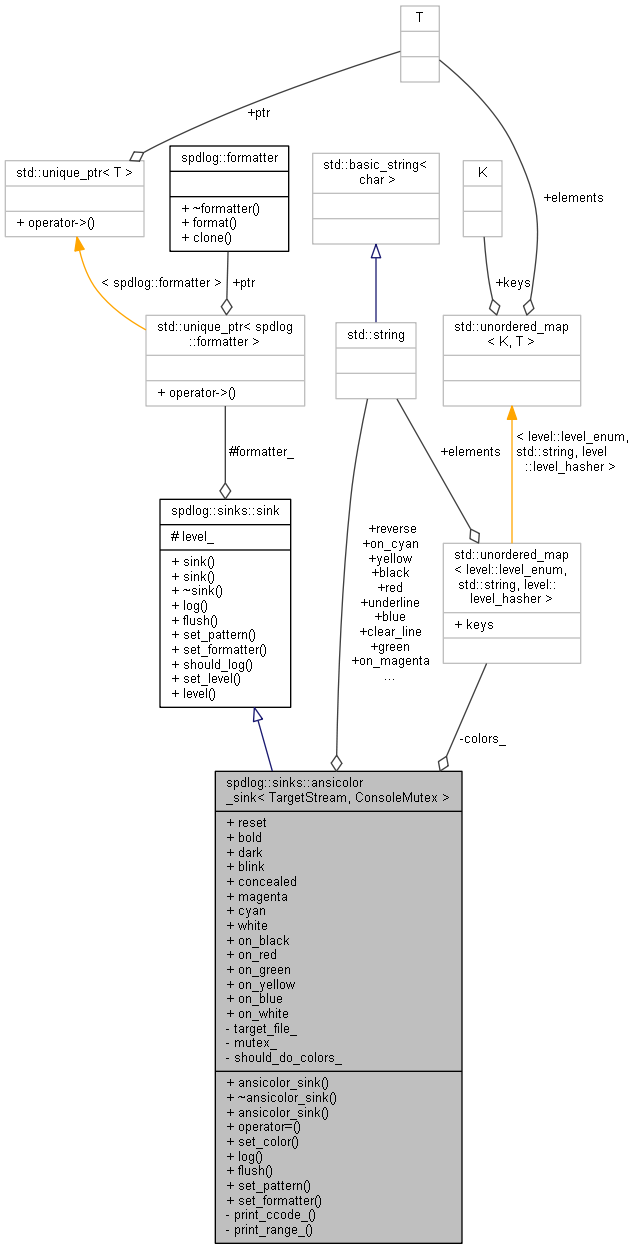 T
+ptr
+elements
std::unique_ptr< T >
+ operator->()
spdlog::formatter
+ ~formatter()
+ format()
+ clone()
std::basic_string<
char >
K
< spdlog::formatter >
+ptr
+keys
std::unique_ptr< spdlog
::formatter >
+ operator->()
std::string
std::unordered_map
< K, T >
#formatter_
+elements
< level::level_enum,
std::string, level
::level_hasher >
spdlog::sinks::sink
# level_
+ sink()
+ sink()
+ ~sink()
+ log()
+ flush()
+ set_pattern()
+ set_formatter()
+ should_log()
+ set_level()
+ level()
+reverse
+on_cyan
+yellow
+black
+red
+underline
+blue
+clear_line
+green
+on_magenta
...
std::unordered_map
< level::level_enum,
std::string, level::
level_hasher >
+ keys
-colors_
spdlog::sinks::ansicolor
_sink< TargetStream, ConsoleMutex >
+ reset
+ bold
+ dark
+ blink
+ concealed
+ magenta
+ cyan
+ white
+ on_black
+ on_red
+ on_green
+ on_yellow
+ on_blue
+ on_white
- target_file_
- mutex_
- should_do_colors_
+ ansicolor_sink()
+ ~ansicolor_sink()
+ ansicolor_sink()
+ operator=()
+ set_color()
+ log()
+ flush()
+ set_pattern()
+ set_formatter()
- print_ccode_()
- print_range_()